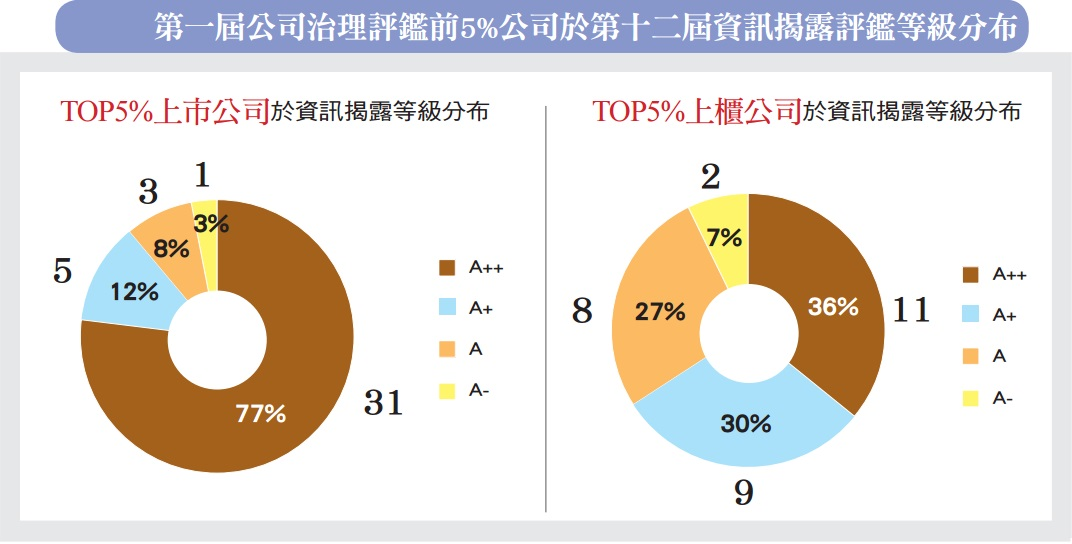 第一屆公司治理評鑑前5%公司於第十二屆資訊揭露評鑑等級分布
TOP5%上市公司於資訊揭露等級分布
1
3
5
3%
8%
12%
77%
31
A++
A+
A
A-
TOP5%上櫃公司於資訊揭露等級分布
2
7%
8
27%
36%
11
30%
9
A++
A+
A
A-